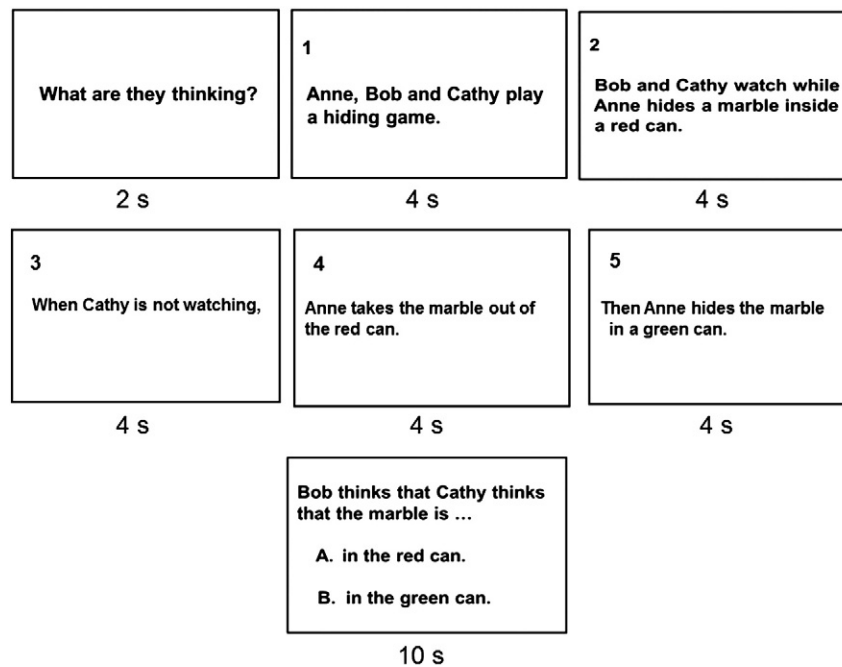 What are they thinking?
2 s
1
Anne, Bob and Cathy play
a hiding game.
4 s
2
Bob and Cathy watch while
Anne hides a marble inside
a red can.
4 s
3
When Cathy is not watching,
4 s
4
Anne takes the marble out of
the red can.
4 s
5
Then Anne hides the marble
in a green can.
4 s
Bob thinks that Cathy thinks
that the marble is ...
A. in the red can.
B. in the green can.
10 s